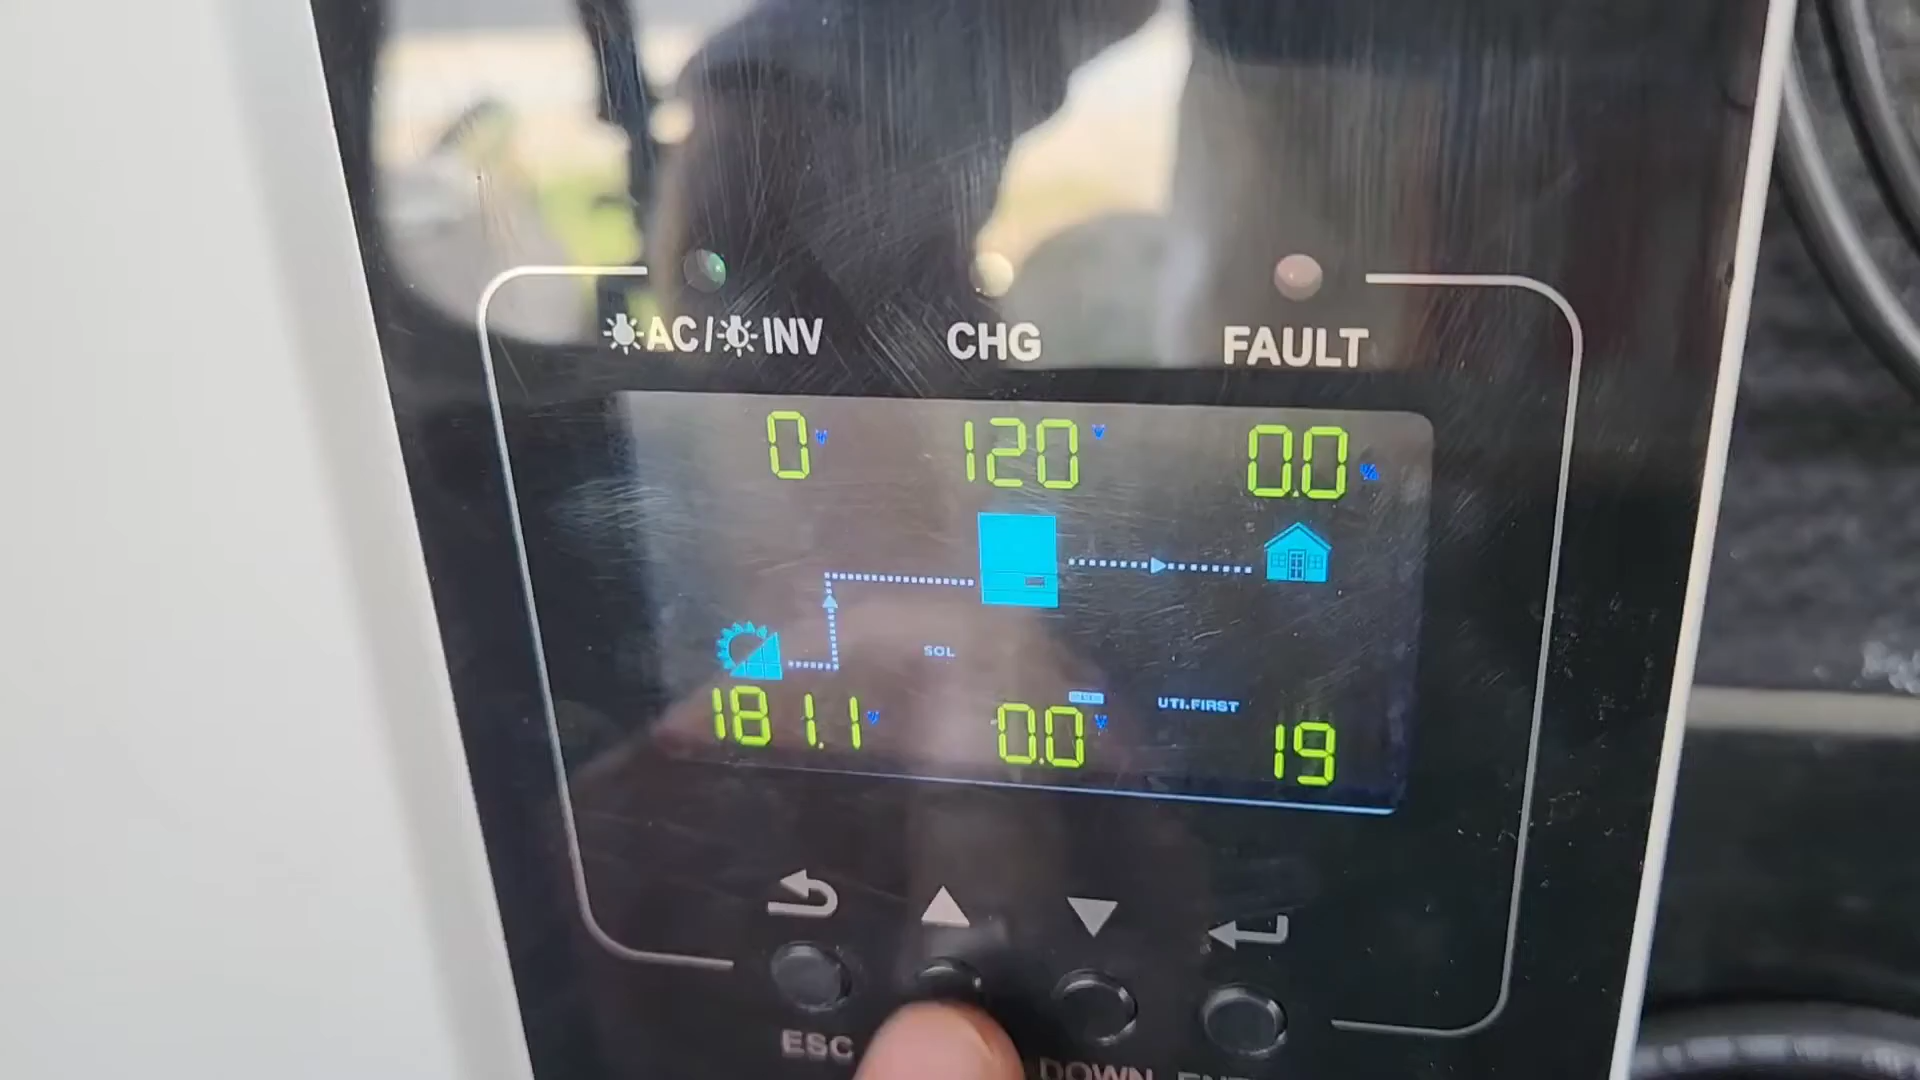 AC/INV CHG FAULT
0 V 120 V 0.0 %
SOL
UTI.FIRST
181.1 V 0.0 V 19
ESC DOWN